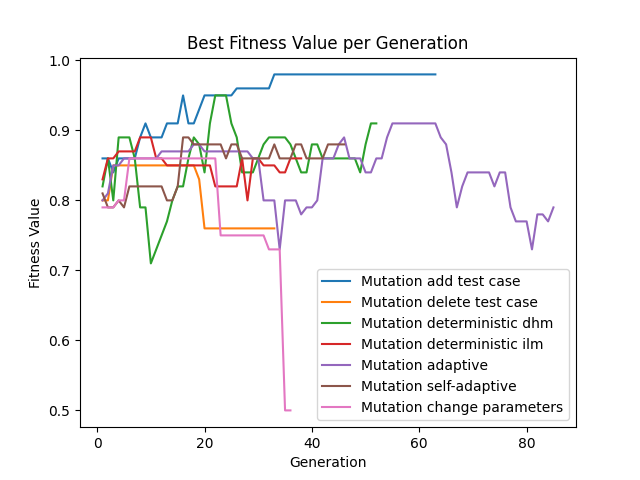 Best Fitness Value per Generation
1.0
0.9
0.8
0.7
0.6
0.5
Fitness Value
Mutation add test case
Mutation delete test case
Mutation deterministic dhm
Mutation deterministic ilm
Mutation adaptive
Mutation self-adaptive
Mutation change parameters
0 20 40 60 80
Generation